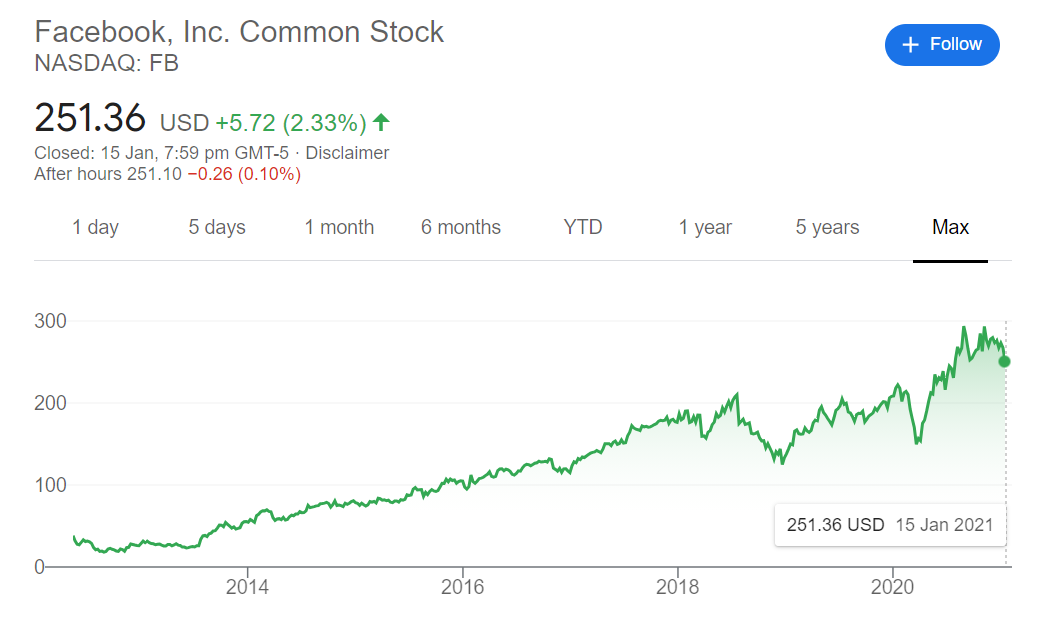 Facebook, Inc. Common Stock
NASDAQ: FB
+ Follow
251.36 USD +5.72 (2.33%)
Closed: 15 Jan, 7:59 pm GMT-5 · Disclaimer
After hours 251.10 −0.26 (0.10%)
1 day 5 days 1 month 6 months YTD 1 year 5 years Max
300
200
100
251.36 USD 15 Jan 2021
0
2014 2016 2018 2020